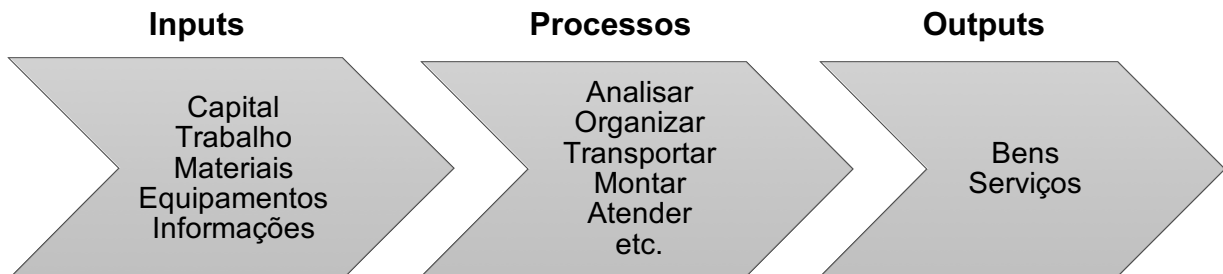 Inputs
Capital
Trabalho
Materiais
Equipamentos
Informações
Processos
Analisar
Organizar
Transportar
Montar
Atender
etc.
Outputs
Bens
Serviços